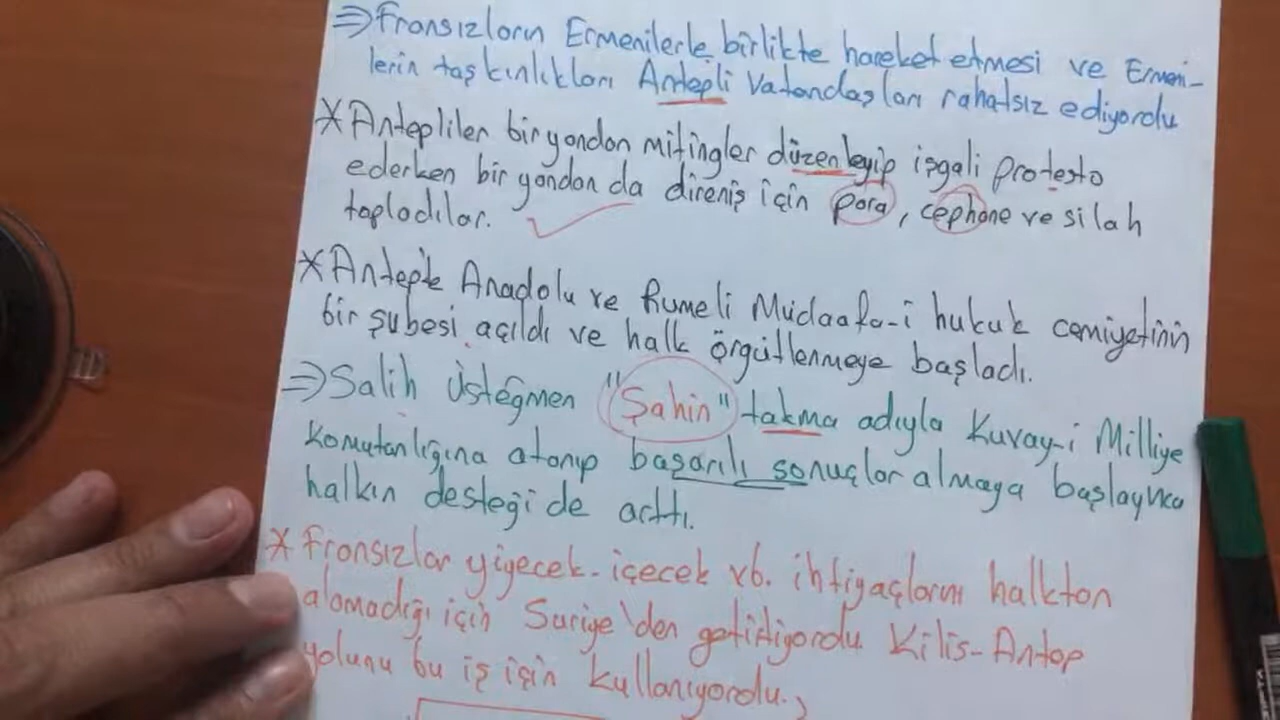 ⇒ Fransızların Ermenilerle birlikte hareket etmesi ve Ermeni-
lerin taşkınlıkları Antepli Vatandaşları rahatsız ediyordu
* Antepliler bir yandan mitingler düzenleyip işgali protesto
ederken bir yandan da direniş için para, cephane ve silah
topladılar.
* Antep'te Anadolu ve Rumeli Müdaafa-i hukuk cemiyetinin
bir şubesi açıldı ve halk örgütlenmeye başladı.
⇒ Salih Üsteğmen "Şahin" takma adıyla Kuvay-i Milliye
Komutanlığına atanıp başarılı sonuçlar almaya başlayınca
halkın desteği de arttı.
* Fransızlar yiyecek-içecek vb. ihtiyaçlarını halktan
alamadığı için Suriye'den getiriyordu Kilis-Antep
yolunu bu iş için kullanıyordu.